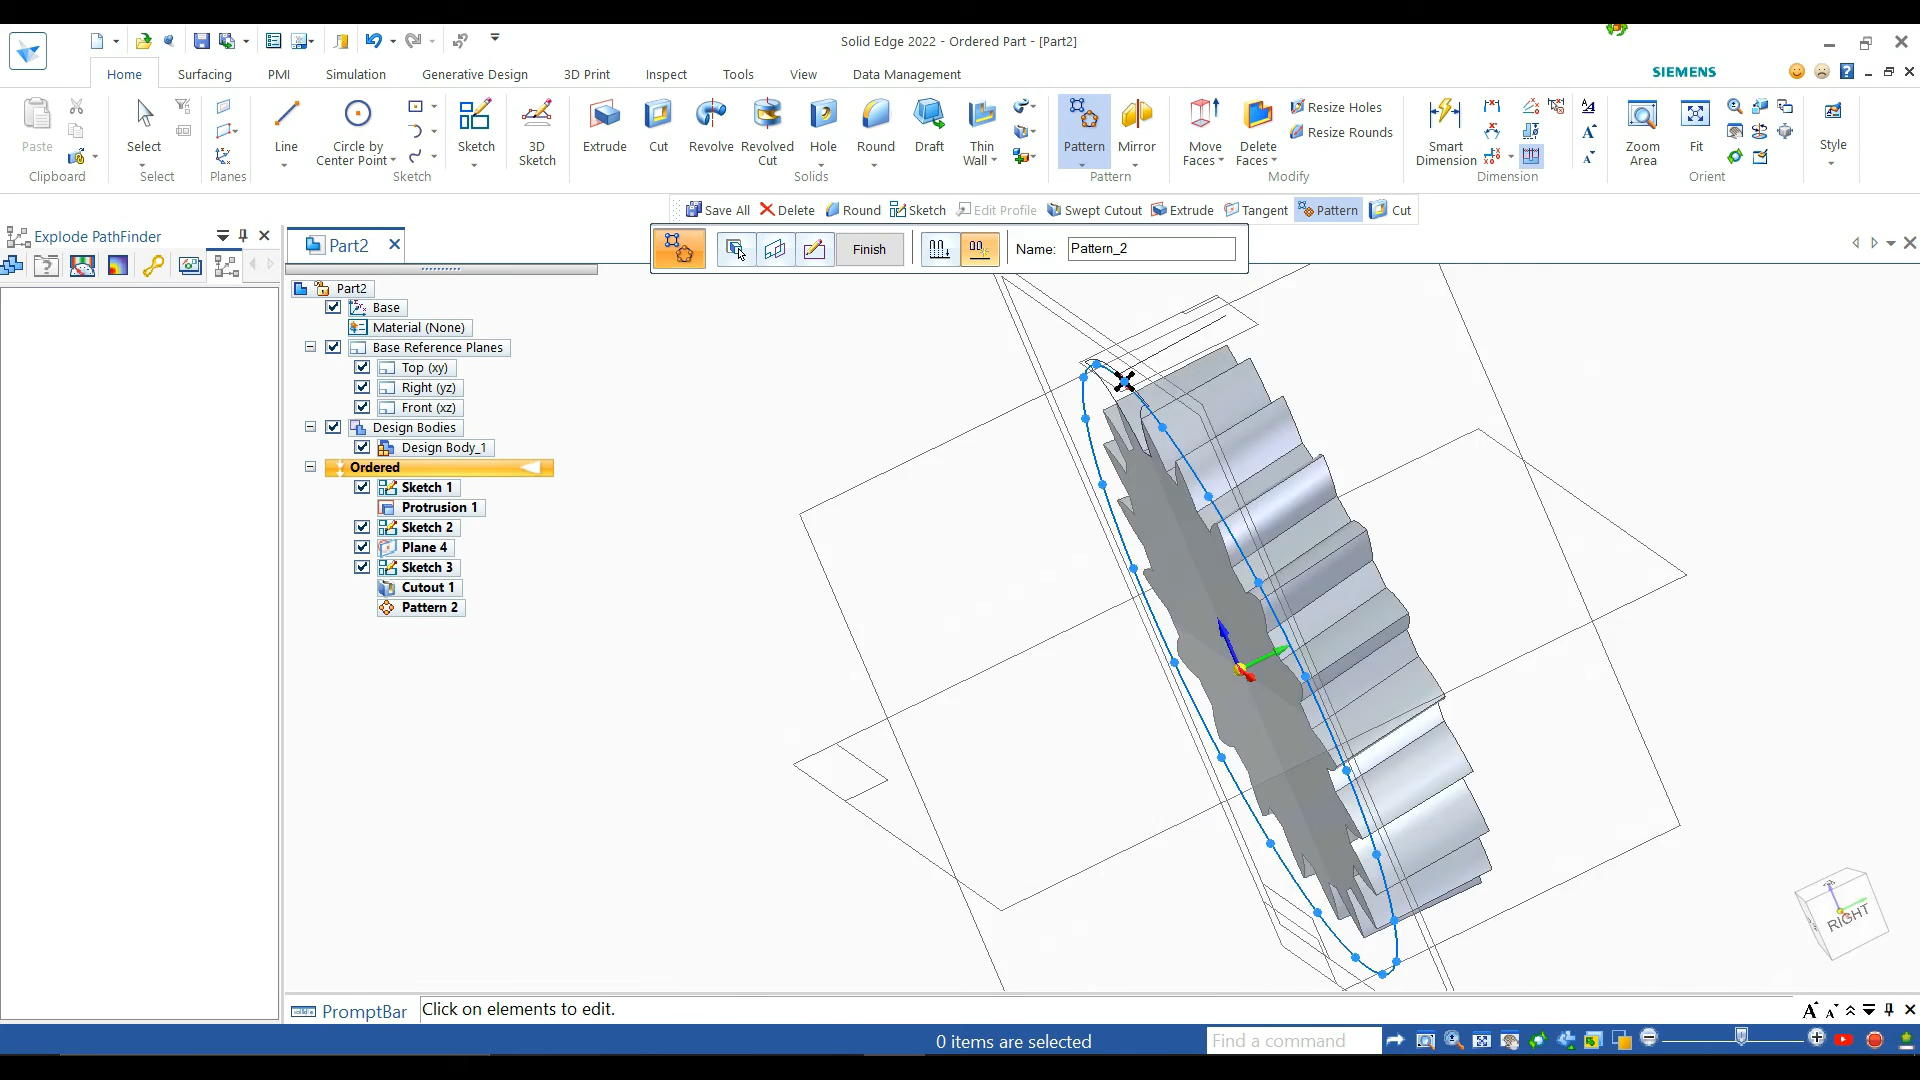 Solid Edge 2022 - Ordered Part - [Part2]
Home
Surfacing
PMI
Simulation
Generative Design
3D Print
Inspect
Tools
View
Data Management
SIEMENS
Paste
Clipboard
Select
Select
Planes
Line
Circle by
Center Point
Sketch
3D
Sketch
Sketch
Extrude
Cut
Revolve
Revolved
Cut
Hole
Round
Draft
Thin
Wall
Solids
Pattern
Mirror
Pattern
Move
Faces
Delete
Faces
Resize Holes
Resize Rounds
Modify
Smart
Dimension
Dimension
Zoom
Area
Fit
Orient
Style
Save All
Delete
Round
Sketch
Edit Profile
Swept Cutout
Extrude
Tangent
Pattern
Cut
Explode PathFinder
Part2
Finish
Name:
Pattern_2
Part2
Base
Material (None)
Base Reference Planes
Top (xy)
Right (yz)
Front (xz)
Design Bodies
Design Body_1
Ordered
Sketch 1
Protrusion 1
Sketch 2
Plane 4
Sketch 3
Cutout 1
Pattern 2
RIGHT
PromptBar
Click on elements to edit.
0 items are selected
Find a command